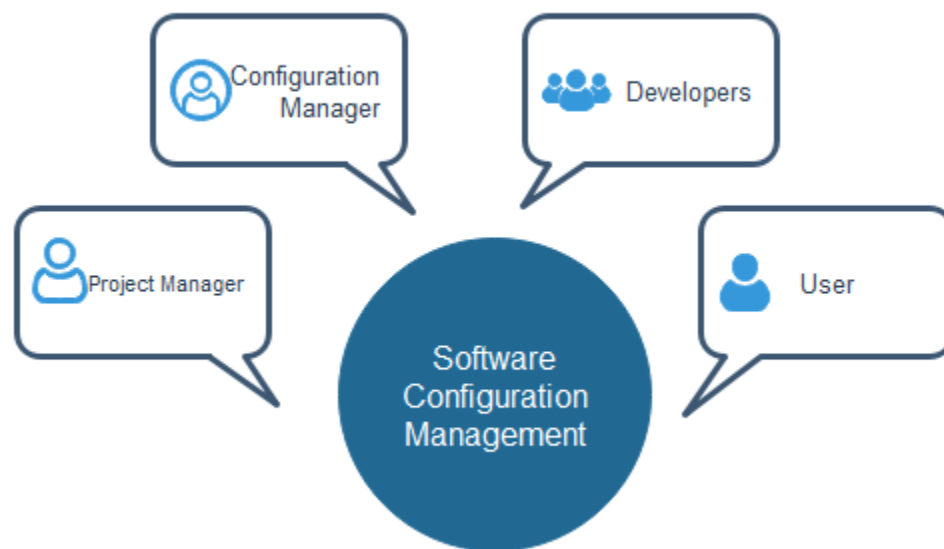 Configuration
Manager
Developers
Project Manager
User
Software
Configuration
Management